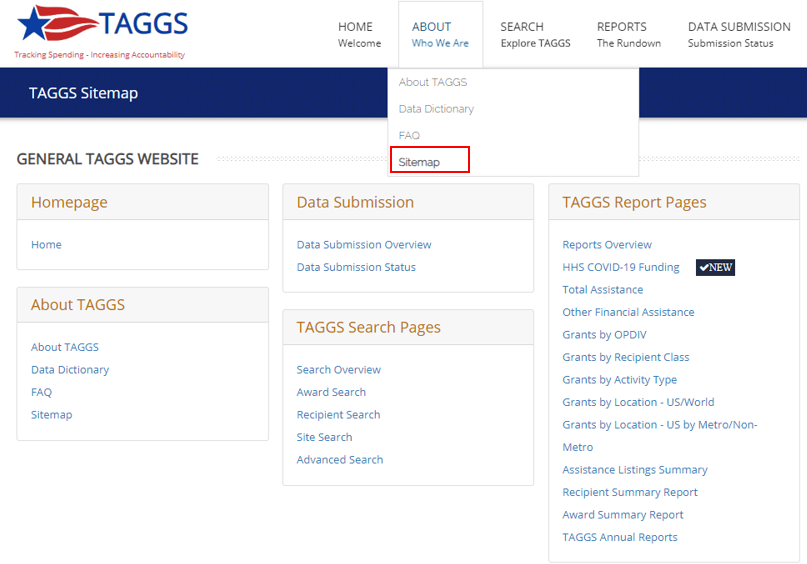 TAGGS
Tracking Spending - Increasing Accountability
HOME
Welcome
ABOUT
Who We Are
SEARCH
Explore TAGGS
REPORTS
The Rundown
DATA SUBMISSION
Submission Status
About TAGGS
Data Dictionary
FAQ
Sitemap
TAGGS Sitemap
GENERAL TAGGS WEBSITE
Homepage
Home
About TAGGS
About TAGGS
Data Dictionary
FAQ
Sitemap
Data Submission
Data Submission Overview
Data Submission Status
TAGGS Search Pages
Search Overview
Award Search
Recipient Search
Site Search
Advanced Search
TAGGS Report Pages
Reports Overview
HHS COVID-19 Funding ✔NEW
Total Assistance
Other Financial Assistance
Grants by OPDIV
Grants by Recipient Class
Grants by Activity Type
Grants by Location - US/World
Grants by Location - US by Metro/Non-
Metro
Assistance Listings Summary
Recipient Summary Report
Award Summary Report
TAGGS Annual Reports